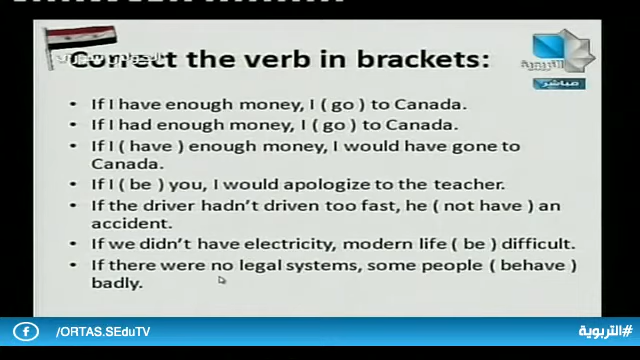 Correct the verb in brackets:
التربوية
مباشر
• If I have enough money, I ( go ) to Canada.
• If I had enough money, I ( go ) to Canada.
• If I ( have ) enough money, I would have gone to
Canada.
• If I ( be ) you, I would apologize to the teacher.
• If the driver hadn't driven too fast, he ( not have ) an
accident.
• If we didn't have electricity, modern life ( be ) difficult.
• If there were no legal systems, some people ( behave )
badly.
/ORTAS.SEduTV
#التربوية